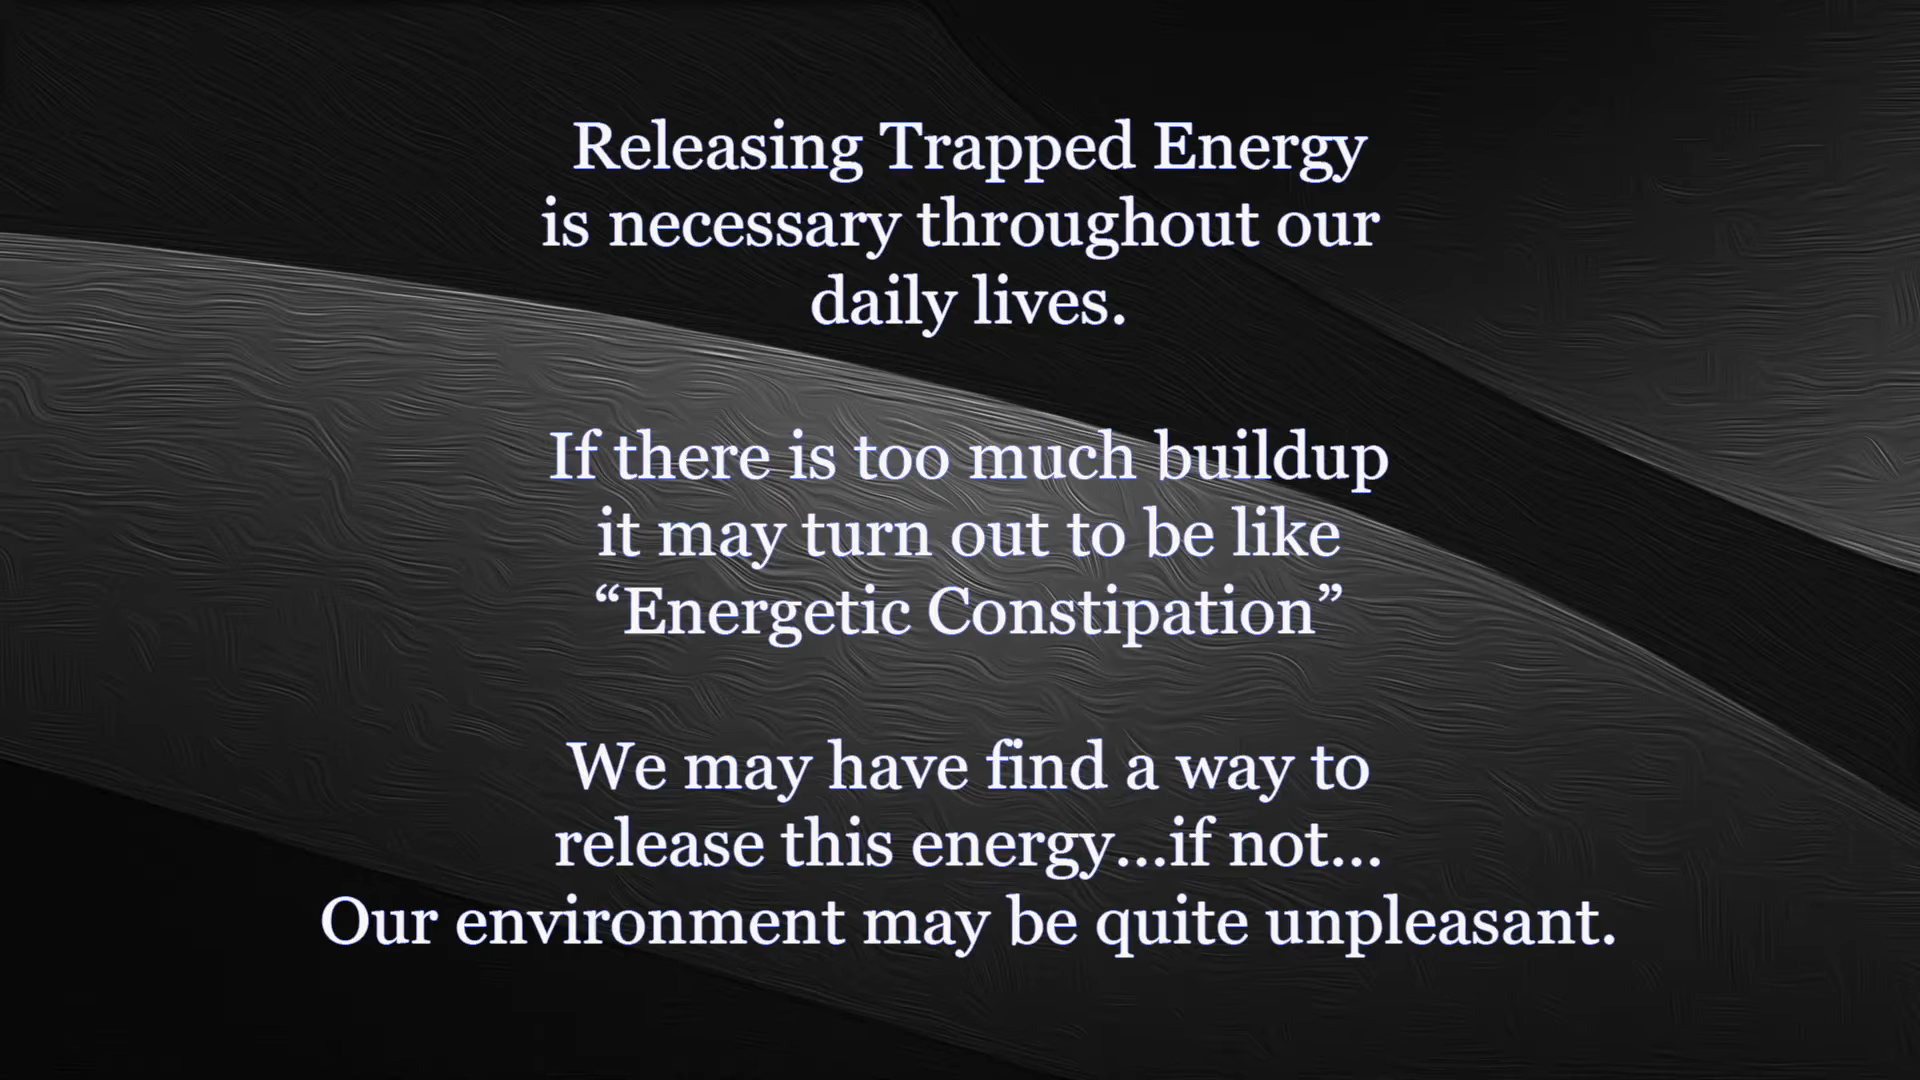 Releasing Trapped Energy
is necessary throughout our
daily lives.
If there is too much buildup
it may turn out to be like
“Energetic Constipation”
We may have find a way to
release this energy...if not...
Our environment may be quite unpleasant.